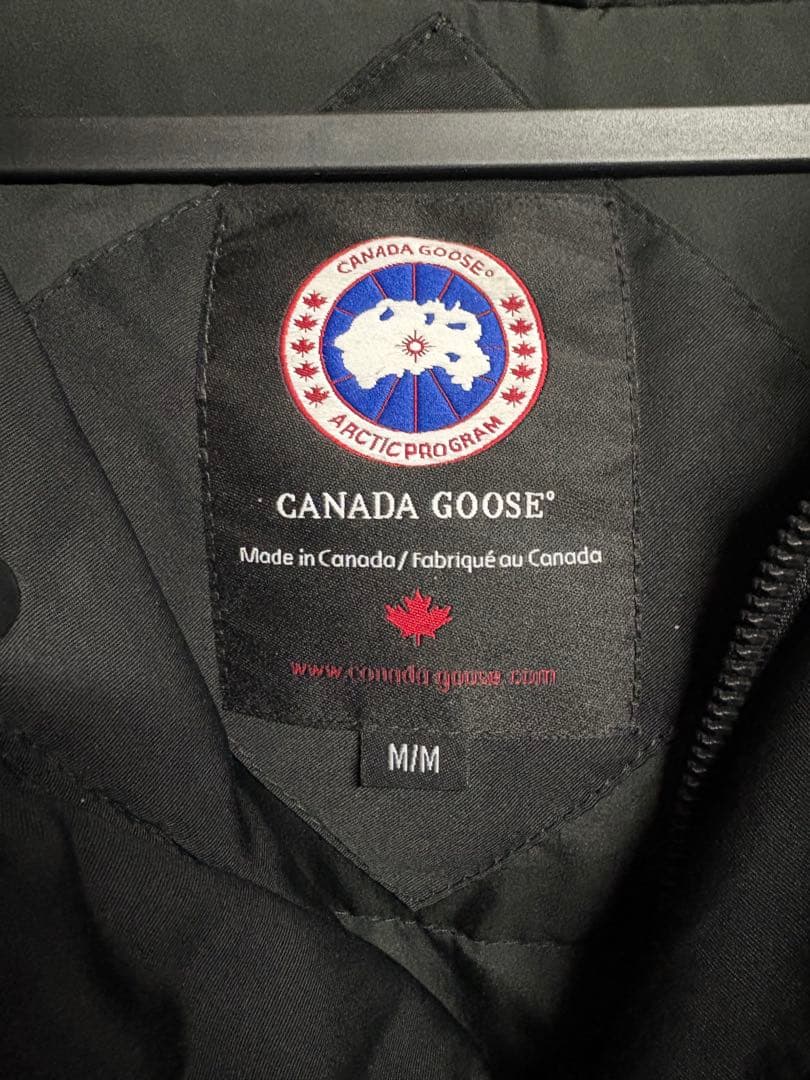 CANADA GOOSE®
ARCTIC PROGRAM
CANADA GOOSE®
Made in Canada / Fabriqué au Canada
www.canada-goose.com
M/M